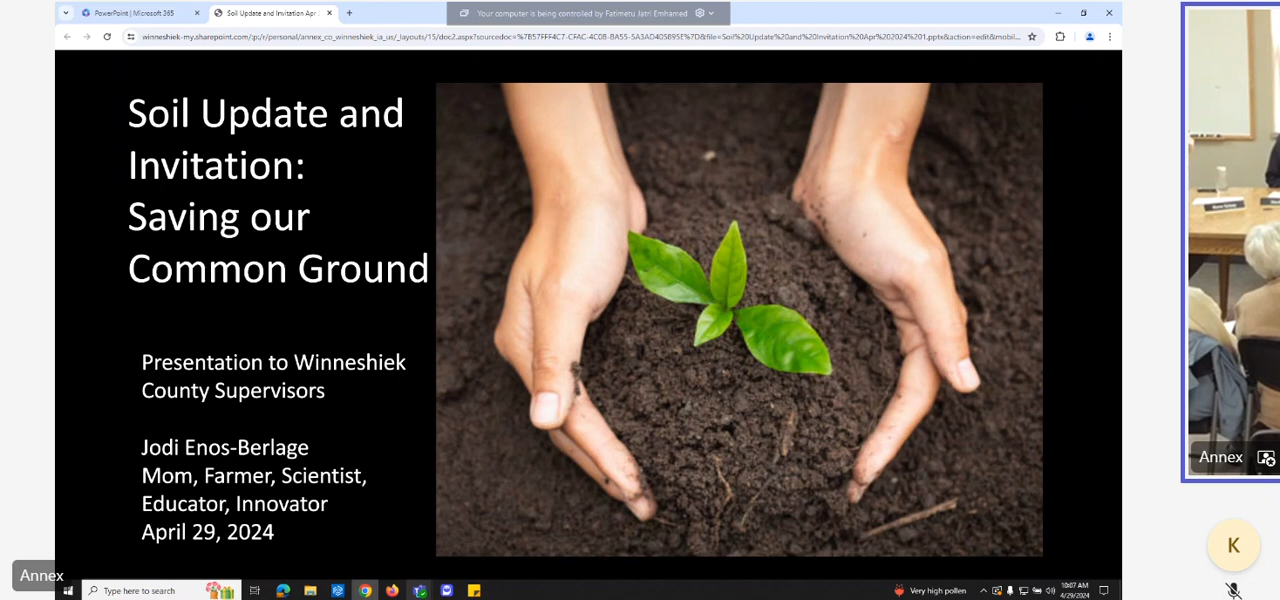 PowerPoint | Microsoft 365
Soil Update and Invitation Apr
Your computer is being controlled by Fatimetu Jatri Emhamed
Soil Update and
Invitation:
Saving our
Common Ground
Presentation to Winneshiek
County Supervisors
Jodi Enos-Berlage
Mom, Farmer, Scientist,
Educator, Innovator
April 29, 2024
Annex
K
Annex
Type here to search
Very high pollen
10:07 AM
4/29/2024